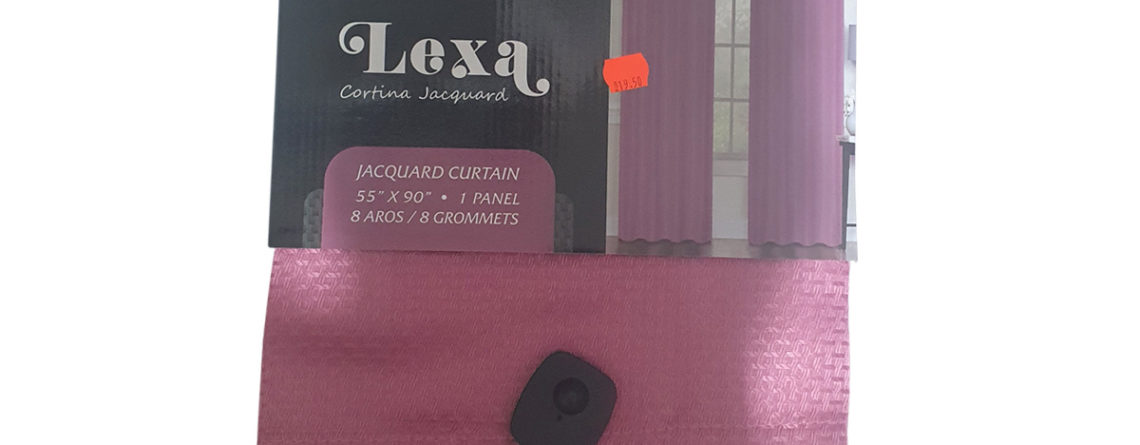 Lexa
Cortina Jacquard
JACQUARD CURTAIN
55" X 90" • 1 PANEL
8 AROS / 8 GROMMETS